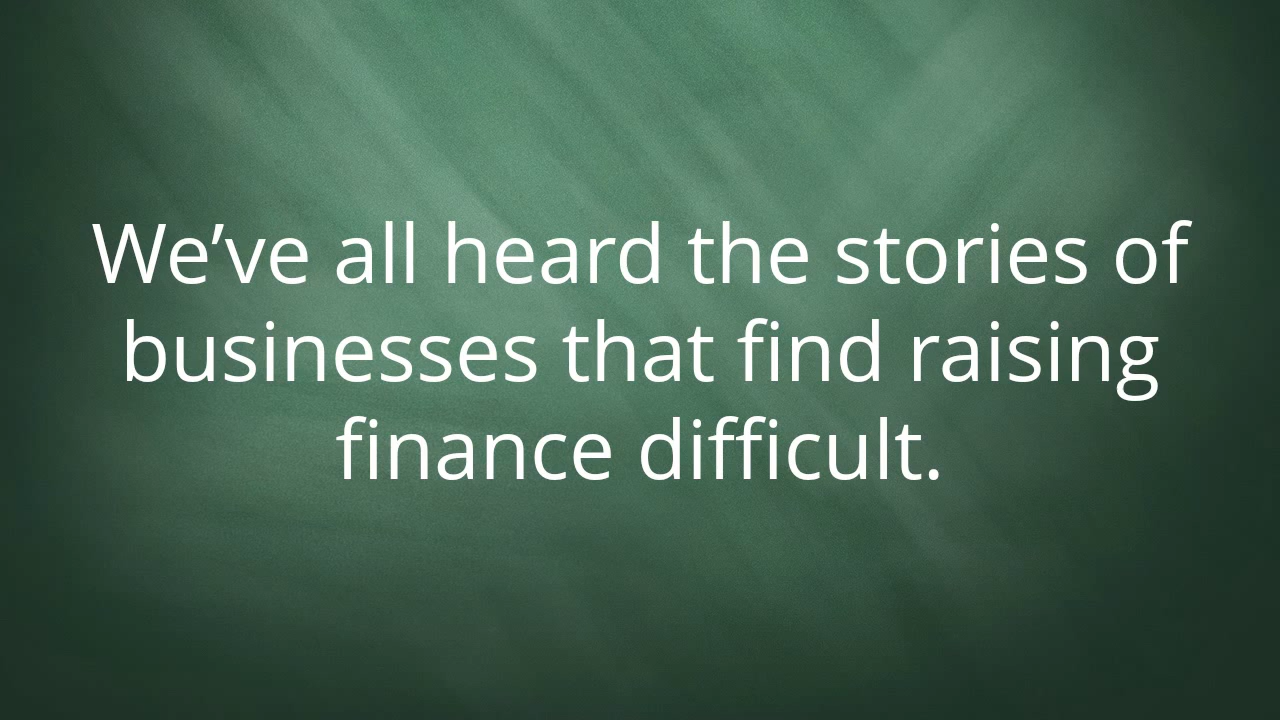 We’ve all heard the stories of
businesses that find raising
finance difficult.